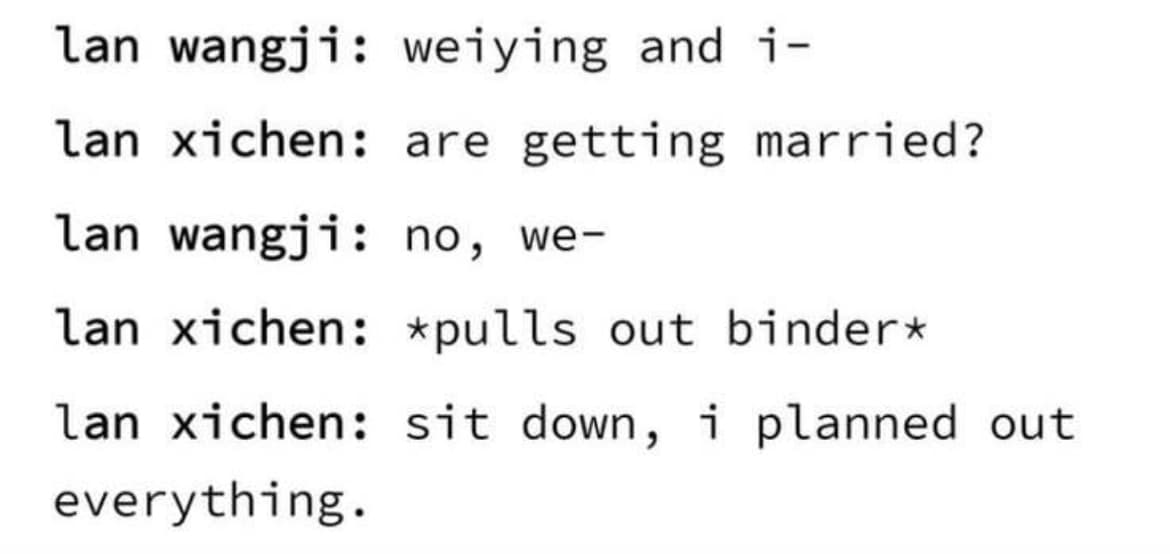 lan wangji: weiying and i-
lan xichen: are getting married?
lan wangji: no, we-
lan xichen: *pulls out binder*
lan xichen: sit down, i planned out
everything.